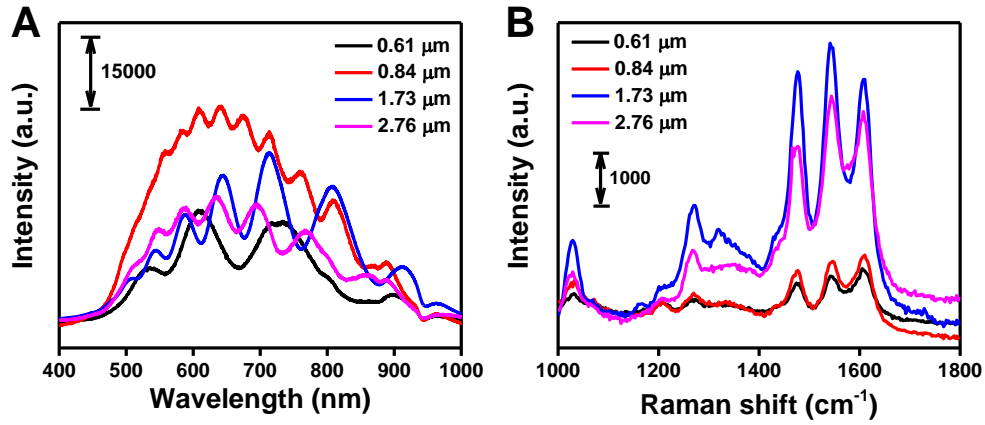 A
15000
0.61 μm
0.84 μm
1.73 μm
2.76 μm
Intensity (a.u.)
400 500 600 700 800 900 1000
Wavelength (nm)
B
0.61 μm
0.84 μm
1.73 μm
2.76 μm
1000
Intensity (a.u.)
1000 1200 1400 1600 1800
Raman shift (cm⁻¹)